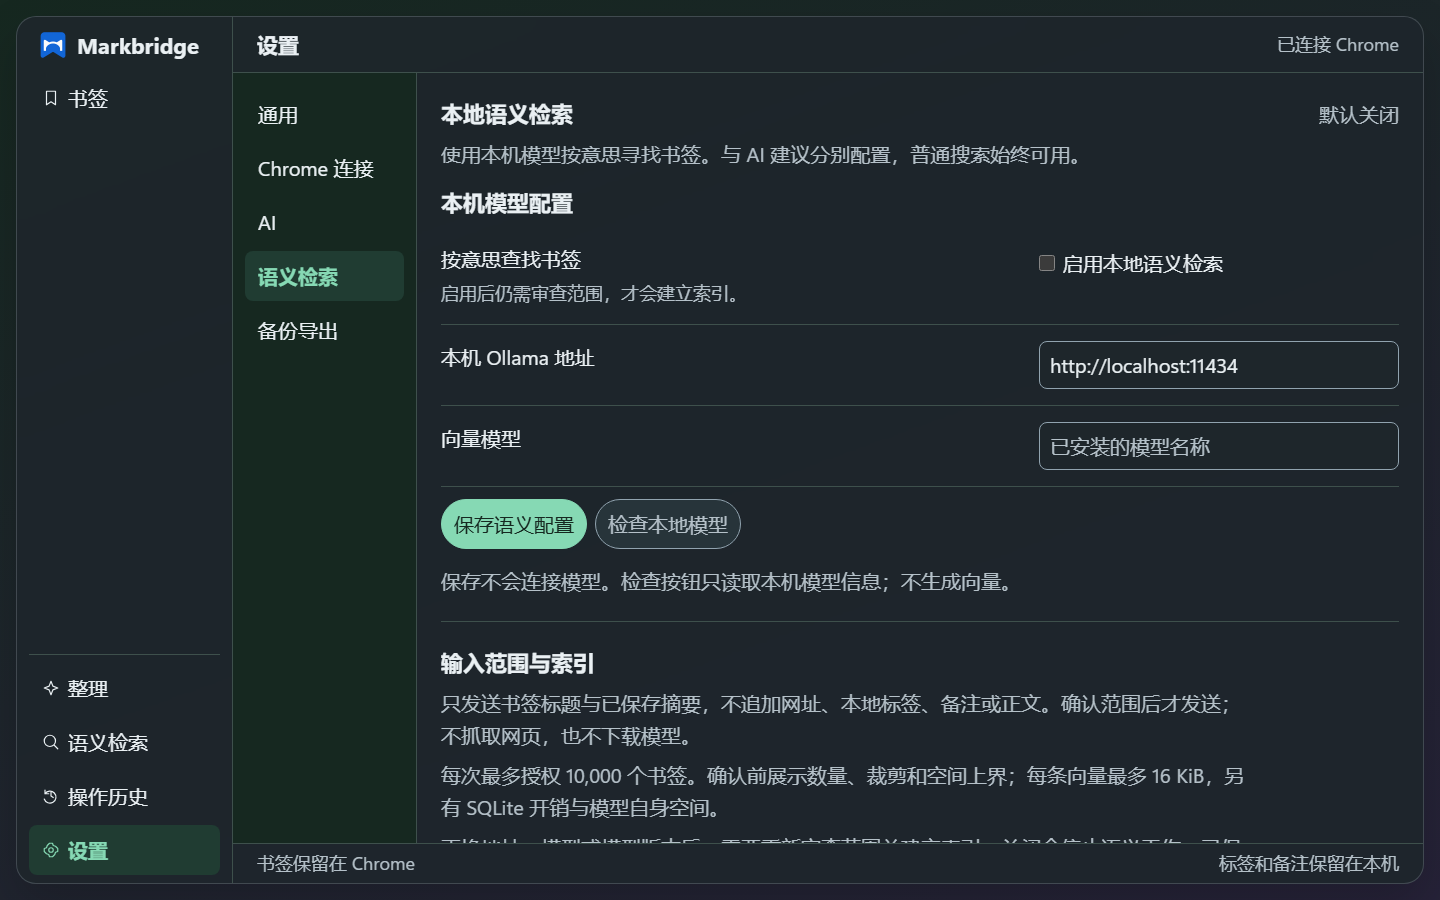 Markbridge
书签
整理
语义检索
操作历史
设置
设置
已连接 Chrome
通用
Chrome 连接
AI
语义检索
备份导出
本地语义检索
默认关闭
使用本机模型按意思寻找书签。与 AI 建议分别配置，普通搜索始终可用。
本机模型配置
按意思查找书签
启用后仍需审查范围，才会建立索引。
启用本地语义检索
本机 Ollama 地址
http://localhost:11434
向量模型
已安装的模型名称
保存语义配置
检查本地模型
保存不会连接模型。检查按钮只读取本机模型信息；不生成向量。
输入范围与索引
只发送书签标题与已保存摘要，不追加网址、本地标签、备注或正文。确认范围后才发送；
不抓取网页，也不下载模型。
每次最多授权 10,000 个书签。确认前展示数量、裁剪和空间上界；每条向量最多 16 KiB，另
有 SQLite 开销与模型自身空间。
书签保留在 Chrome
标签和备注保留在本机